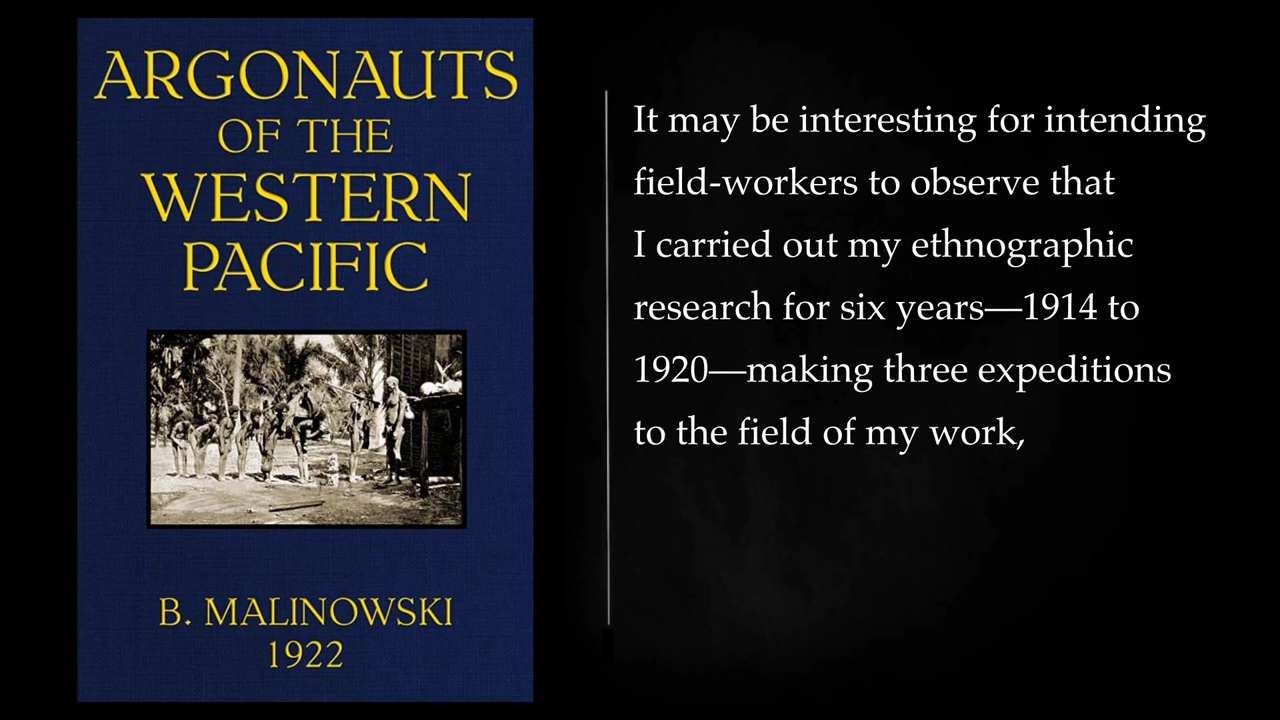 ARGONAUTS
OF THE
WESTERN
PACIFIC
B. MALINOWSKI
1922
It may be interesting for intending
field-workers to observe that
I carried out my ethnographic
research for six years—1914 to
1920—making three expeditions
to the field of my work,